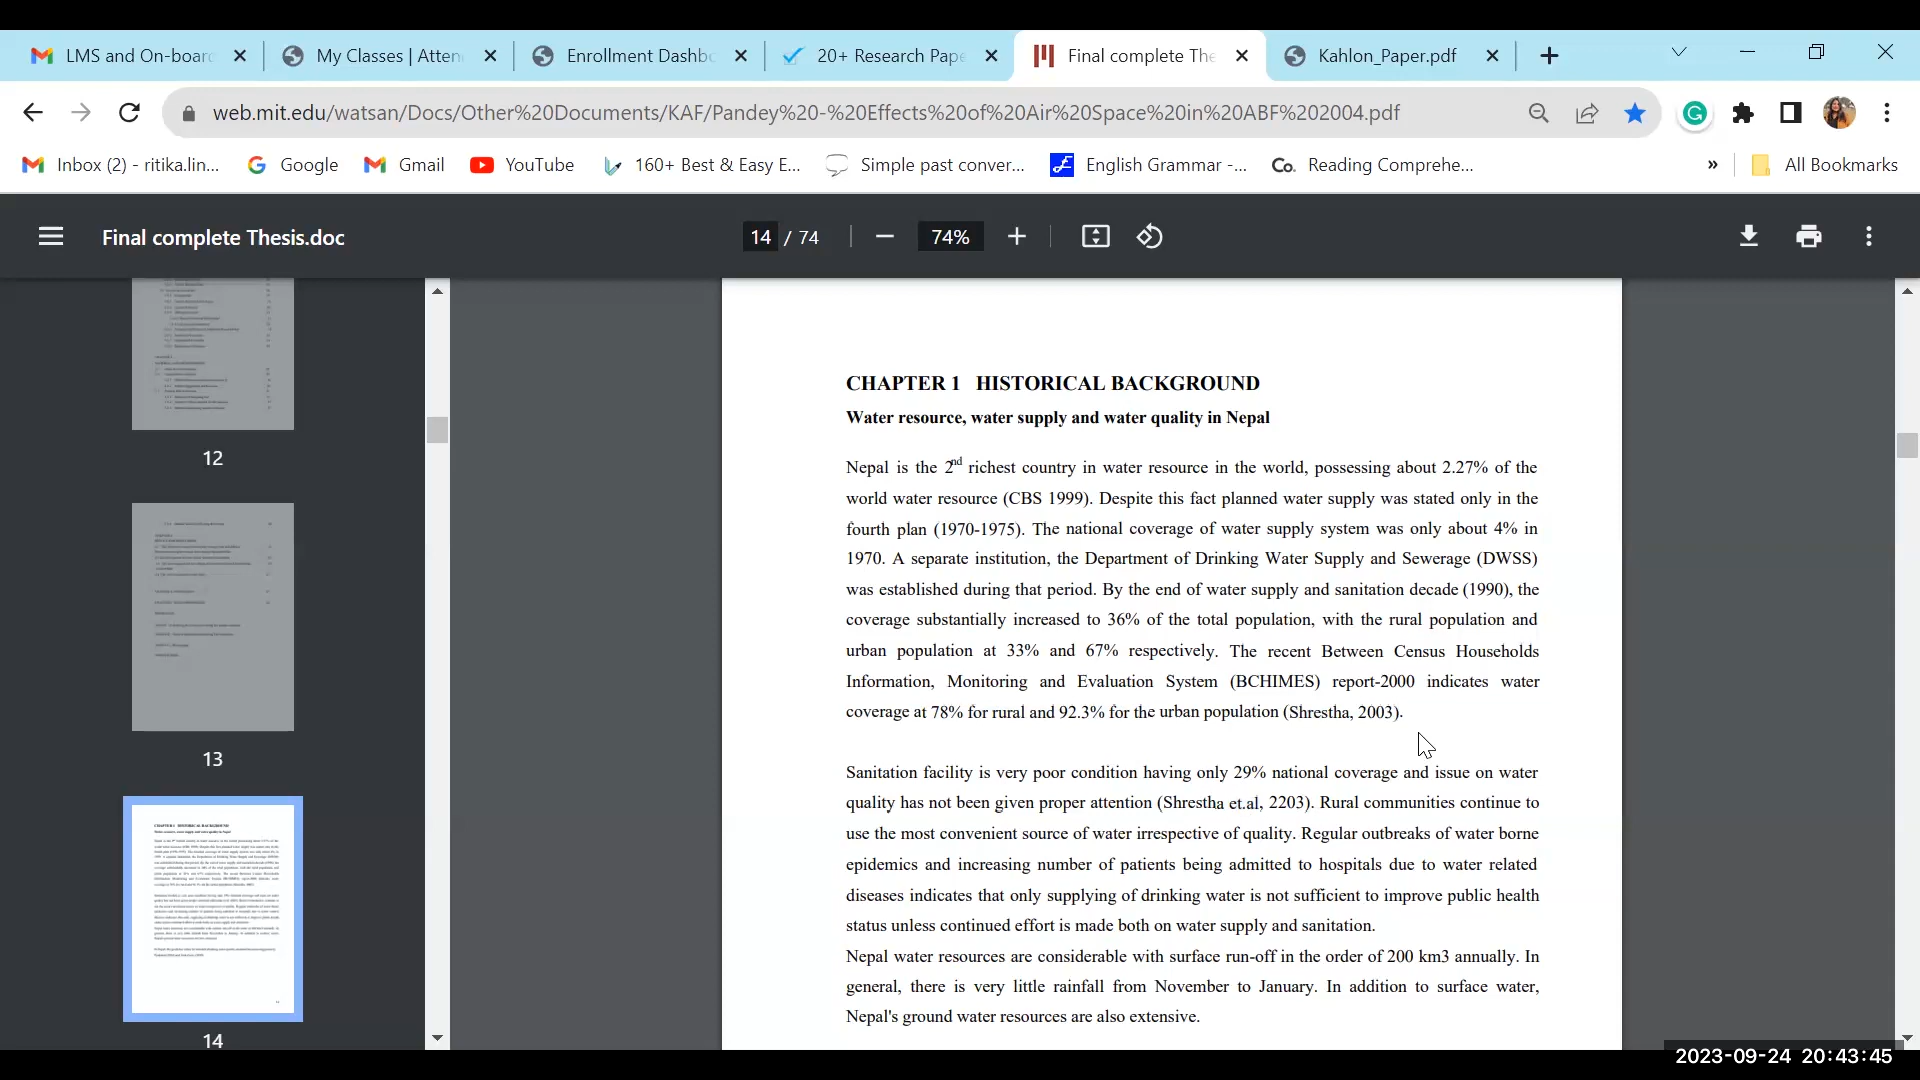 LMS and On-boar
My Classes | Atten
Enrollment Dashbo
20+ Research Pape
Final complete The
Kahlon_Paper.pdf
web.mit.edu/watsan/Docs/Other%20Documents/KAF/Pandey%20-%20Effects%20of%20Air%20Space%20in%20ABF%202004.pdf
Inbox (2) - ritika.lin...
Google
Gmail
YouTube
160+ Best & Easy E...
Simple past conver...
English Grammar -...
Co. Reading Comprehe...
»
All Bookmarks
Final complete Thesis.doc
14 / 74
74%
12
13
14
CHAPTER 1 HISTORICAL BACKGROUND
Water resource, water supply and water quality in Nepal
Nepal is the 2nd richest country in water resource in the world, possessing about 2.27% of the
world water resource (CBS 1999). Despite this fact planned water supply was stated only in the
fourth plan (1970-1975). The national coverage of water supply system was only about 4% in
1970. A separate institution, the Department of Drinking Water Supply and Sewerage (DWSS)
was established during that period. By the end of water supply and sanitation decade (1990), the
coverage substantially increased to 36% of the total population, with the rural population and
urban population at 33% and 67% respectively. The recent Between Census Households
Information, Monitoring and Evaluation System (BCHIMES) report-2000 indicates water
coverage at 78% for rural and 92.3% for the urban population (Shrestha, 2003).
Sanitation facility is very poor condition having only 29% national coverage and issue on water
quality has not been given proper attention (Shrestha et.al, 2203). Rural communities continue to
use the most convenient source of water irrespective of quality. Regular outbreaks of water borne
epidemics and increasing number of patients being admitted to hospitals due to water related
diseases indicates that only supplying of drinking water is not sufficient to improve public health
status unless continued effort is made both on water supply and sanitation.
Nepal water resources are considerable with surface run-off in the order of 200 km3 annually. In
general, there is very little rainfall from November to January. In addition to surface water,
Nepal's ground water resources are also extensive.
2023-09-24 20:43:45